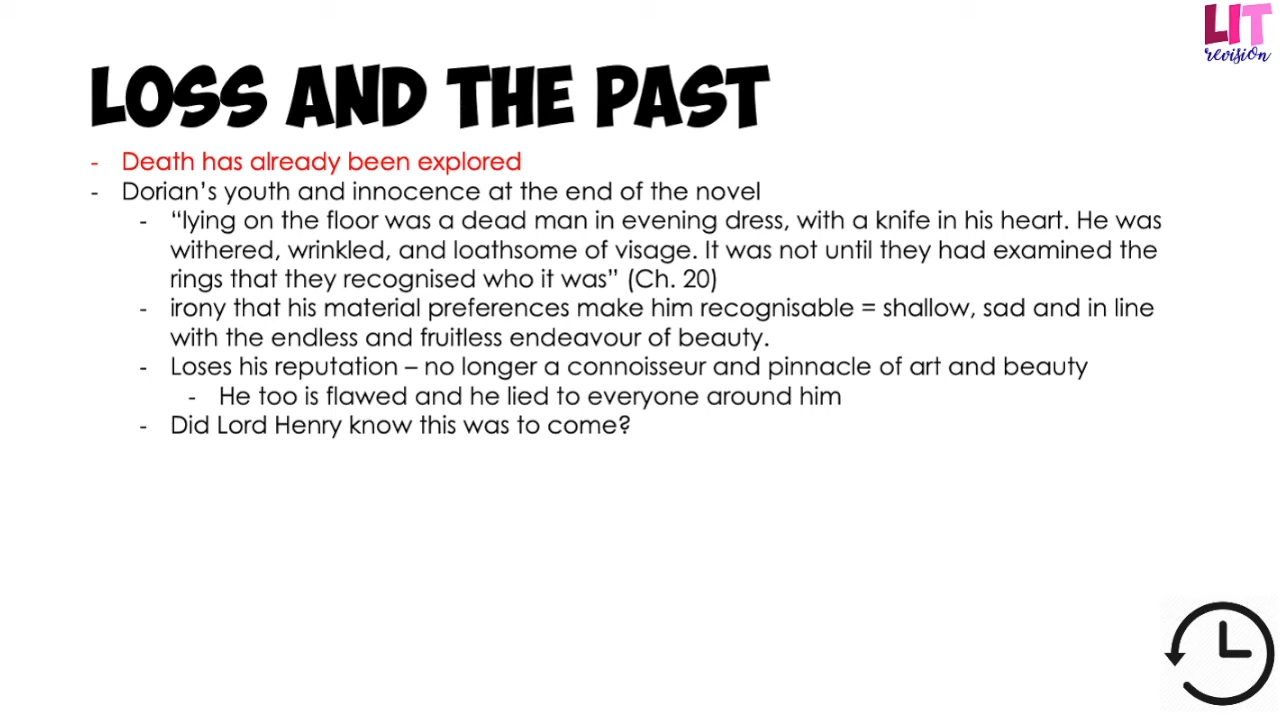 LIT
revision
LOSS AND THE PAST
- Death has already been explored
- Dorian’s youth and innocence at the end of the novel
- “lying on the floor was a dead man in evening dress, with a knife in his heart. He was
withered, wrinkled, and loathsome of visage. It was not until they had examined the
rings that they recognised who it was” (Ch. 20)
- irony that his material preferences make him recognisable = shallow, sad and in line
with the endless and fruitless endeavour of beauty.
- Loses his reputation – no longer a connoisseur and pinnacle of art and beauty
- He too is flawed and he lied to everyone around him
- Did Lord Henry know this was to come?